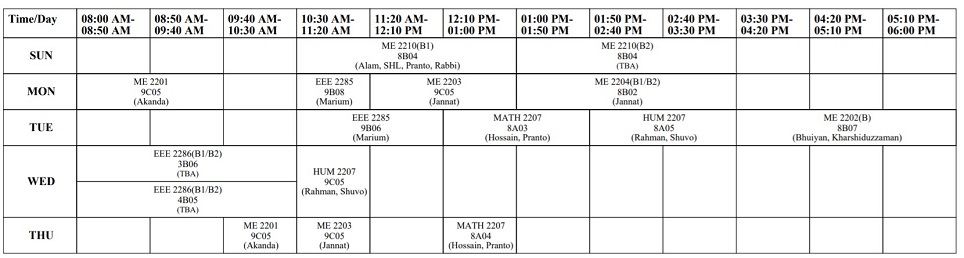 Time/Day 08:00 AM- 08:50 AM- 09:40 AM- 10:30 AM- 11:20 AM- 12:10 PM- 01:00 PM- 01:50 PM- 02:40 PM- 03:30 PM- 04:20 PM- 05:10 PM-
08:50 AM 09:40 AM 10:30 AM 11:20 AM 12:10 PM 01:00 PM 01:50 PM 02:40 PM 03:30 PM 04:20 PM 05:10 PM 06:00 PM
SUN
ME 2210(B1)
8B04
(Alam, SHL, Pranto, Rabbi)
ME 2210(B2)
8B04
(TBA)
MON
ME 2201
9C05
(Akanda)
EEE 2285
9B08
(Marium)
ME 2203
9C05
(Jannat)
ME 2204(B1/B2)
8B02
(Jannat)
TUE
EEE 2285
9B06
(Marium)
MATH 2207
8A03
(Hossain, Pranto)
HUM 2207
8A05
(Rahman, Shuvo)
ME 2202(B)
8B07
(Bhuiyan, Kharshiduzzaman)
WED
EEE 2286(B1/B2)
3B06
(TBA)
EEE 2286(B1/B2)
4B05
(TBA)
HUM 2207
9C05
(Rahman, Shuvo)
THU
ME 2201
9C05
(Akanda)
ME 2203
9C05
(Jannat)
MATH 2207
8A04
(Hossain, Pranto)